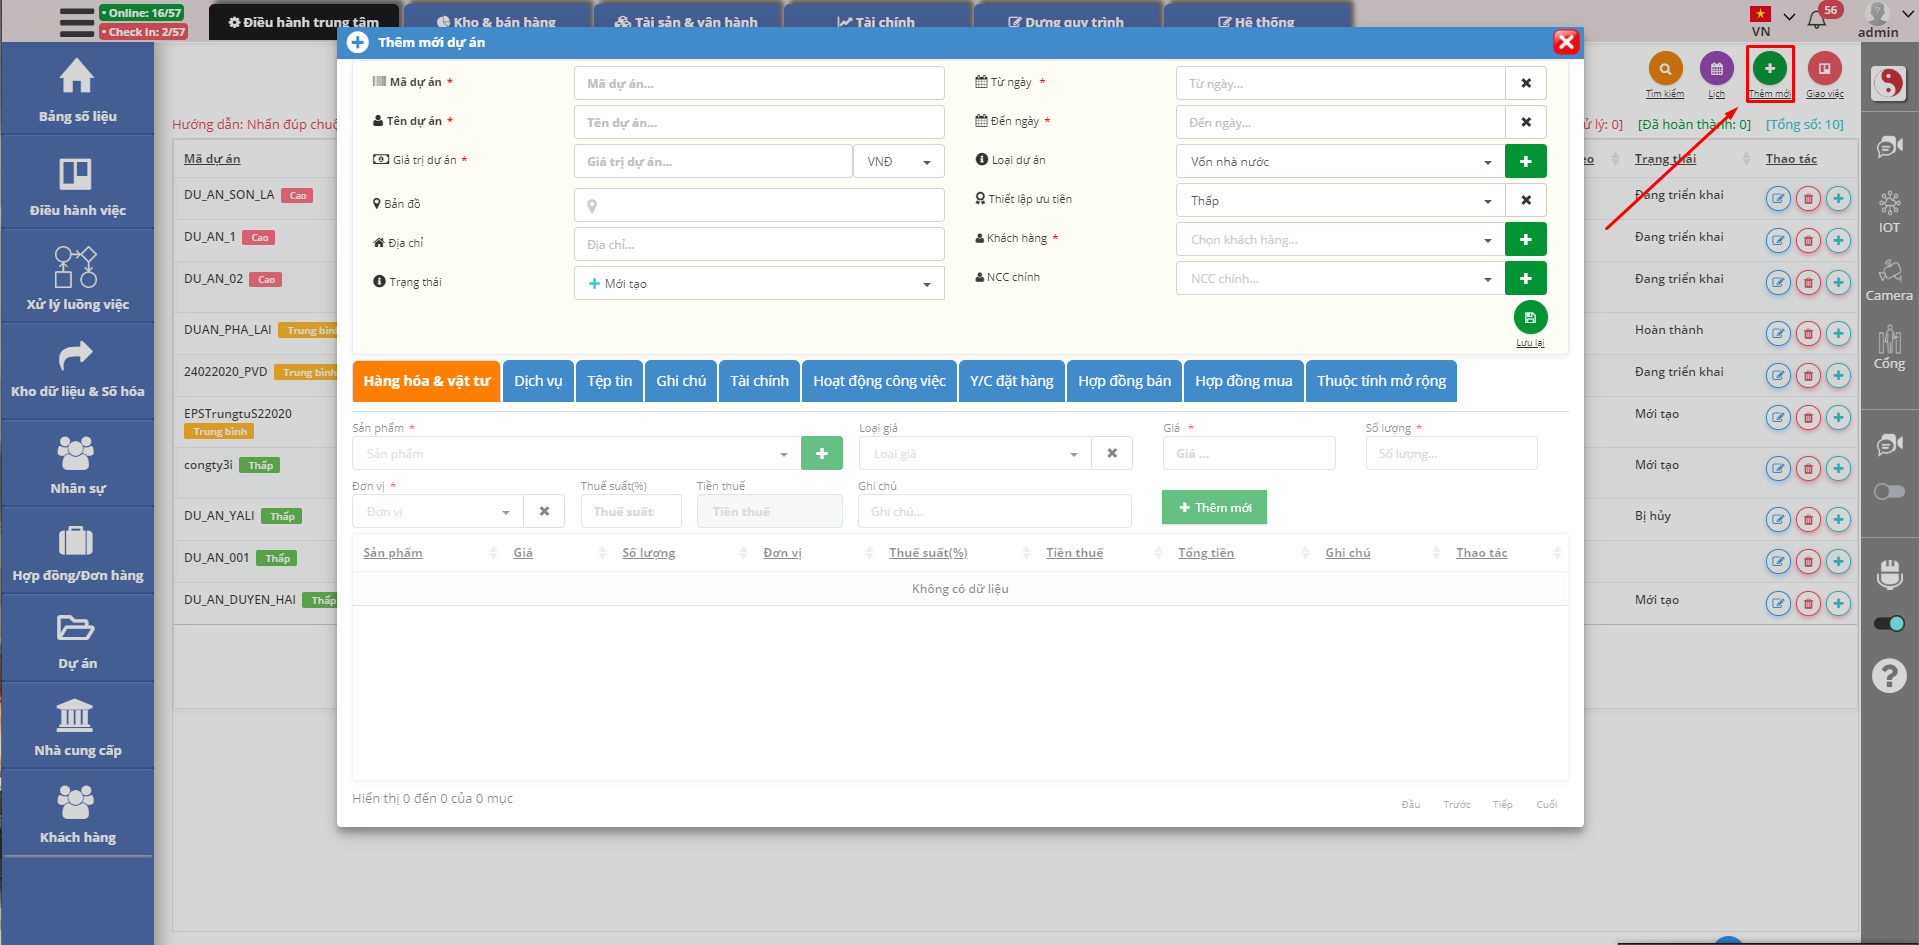 • Online: 16/57
• Check In: 2/57
Điều hành trung tâm
Kho & bán hàng
Tài sản & vận hành
Tài chính
Dựng quy trình
Hệ thống
VN
56
admin
Thêm mới dự án
Bảng số liệu
Điều hành việc
Xử lý luồng việc
Kho dữ liệu & Số hóa
Nhân sự
Hợp đồng/Đơn hàng
Dự án
Nhà cung cấp
Khách hàng
Tìm kiếm
Lịch
Thêm mới
Giao việc
Hướng dẫn: Nhấn đúp chuộ
ử lý: 0]
[Đã hoàn thành: 0]
[Tổng số: 10]
Mã dự án
eo
Trạng thái
Thao tác
DU_AN_SON_LA Cao
Đang triển khai
DU_AN_1 Cao
Đang triển khai
DU_AN_02 Cao
Đang triển khai
DUAN_PHA_LAI Trung bình
Hoàn thành
24022020_PVD Trung bình
Đang triển khai
EPSTrungtuS22020
Trung bình
Mới tạo
congty3i Thấp
Mới tạo
DU_AN_YALI Thấp
Bị hủy
DU_AN_001 Thấp
DU_AN_DUYEN_HAI Thấp
Mới tạo
IOT
Camera
Cổng
Mã dự án *
Mã dự án...
Từ ngày *
Từ ngày...
Tên dự án *
Tên dự án...
Đến ngày *
Đến ngày...
Giá trị dự án *
Giá trị dự án...
VNĐ
Loại dự án
Vốn nhà nước
Bản đồ
Thiết lập ưu tiên
Thấp
Địa chỉ
Địa chỉ...
Khách hàng *
Chọn khách hàng...
Trạng thái
Mới tạo
NCC chính
NCC chính...
Lưu lại
Hàng hóa & vật tư
Dịch vụ
Tệp tin
Ghi chú
Tài chính
Hoạt động công việc
Y/C đặt hàng
Hợp đồng bán
Hợp đồng mua
Thuộc tính mở rộng
Sản phẩm *
Sản phẩm
Loại giá
Loại giá
Giá *
Giá ...
Số lượng *
Số lượng...
Đơn vị *
Đơn vị
Thuế suất(%)
Thuế suất
Tiền thuế
Tiền thuế
Ghi chú
Ghi chú...
Thêm mới
Sản phẩm
Giá
Số lượng
Đơn vị
Thuế suất(%)
Tiền thuế
Tổng tiền
Ghi chú
Thao tác
Không có dữ liệu
Hiển thị 0 đến 0 của 0 mục
Đầu
Trước
Tiếp
Cuối